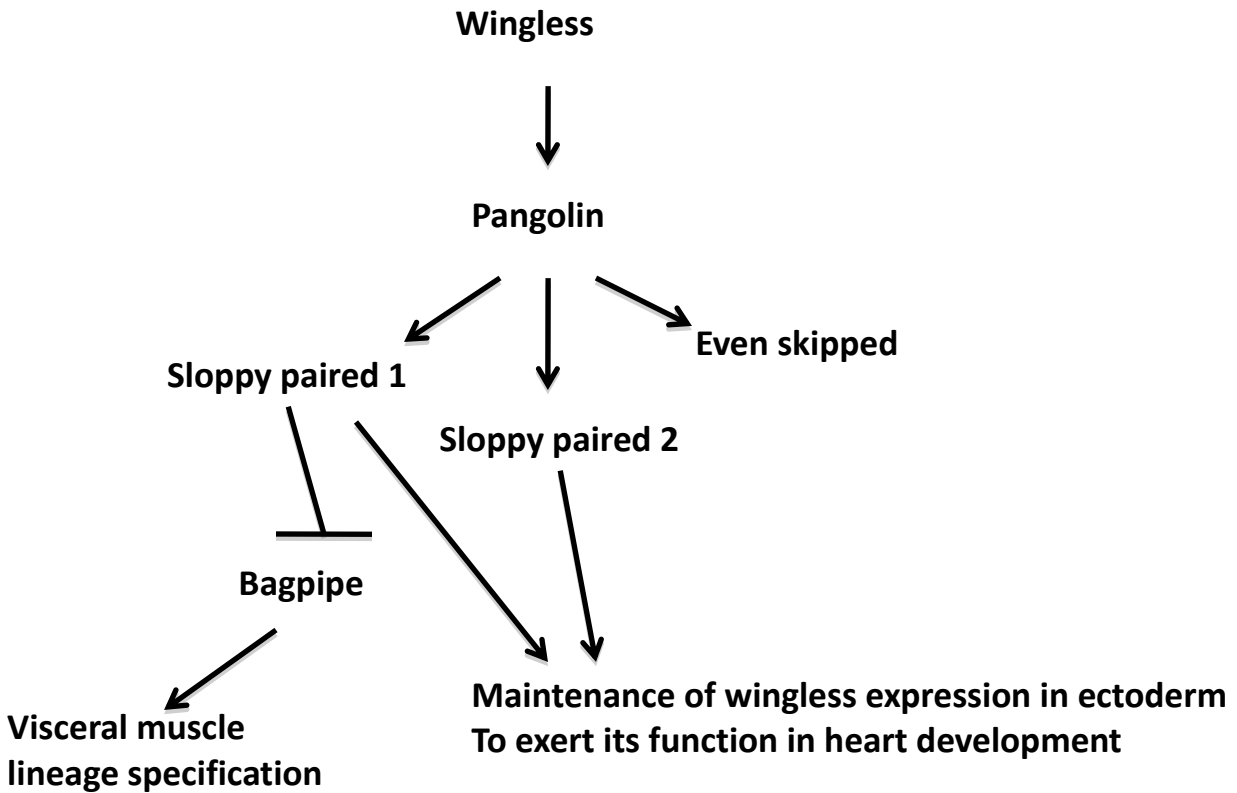 Wingless
Pangolin
Even skipped
Sloppy paired 1
Sloppy paired 2
Bagpipe
Maintenance of wingless expression in ectoderm
To exert its function in heart development
Visceral muscle
lineage specification